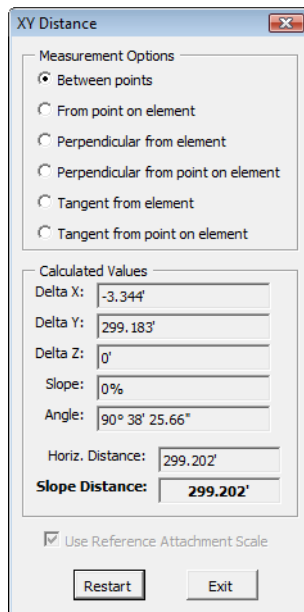 XY Distance
Measurement Options
Between points
From point on element
Perpendicular from element
Perpendicular from point on element
Tangent from element
Tangent from point on element
Calculated Values
Delta X: -3.344'
Delta Y: 299.183'
Delta Z: 0'
Slope: 0%
Angle: 90° 38' 25.66"
Horiz. Distance: 299.202'
Slope Distance: 299.202'
Use Reference Attachment Scale
Restart Exit